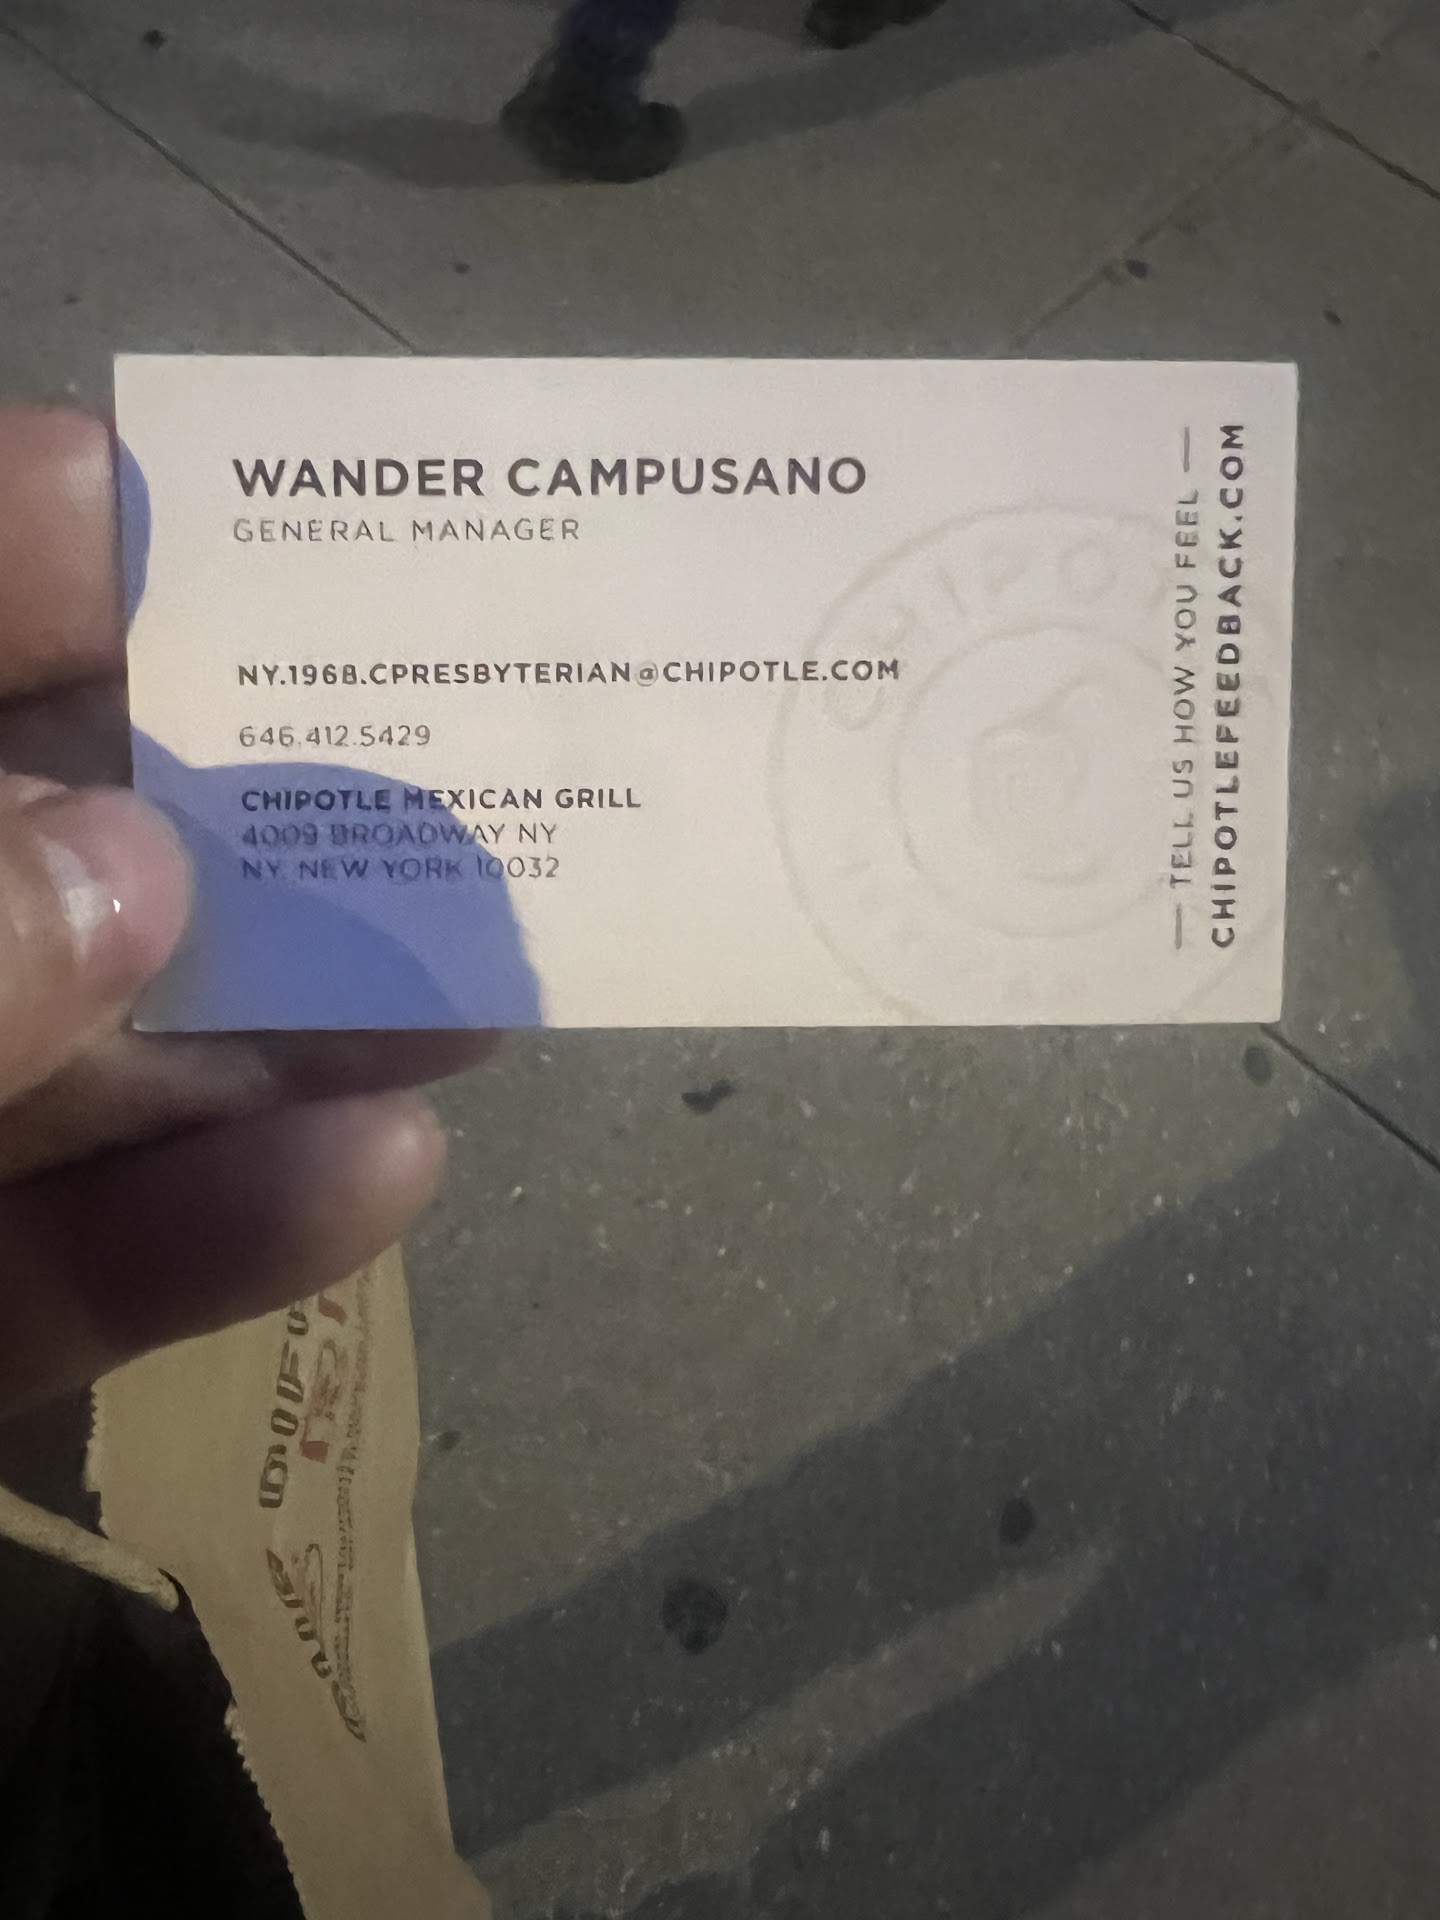 WANDER CAMPUSANO
GENERAL MANAGER
NY.1968.CPRESBYTERIAN@CHIPOTLE.COM
646.412.5429
CHIPOTLE MEXICAN GRILL
4009 BROADWAY NY
NY NEW YORK 10032
— TELL US HOW YOU FEEL —
CHIPOTLEFEEDBACK.COM